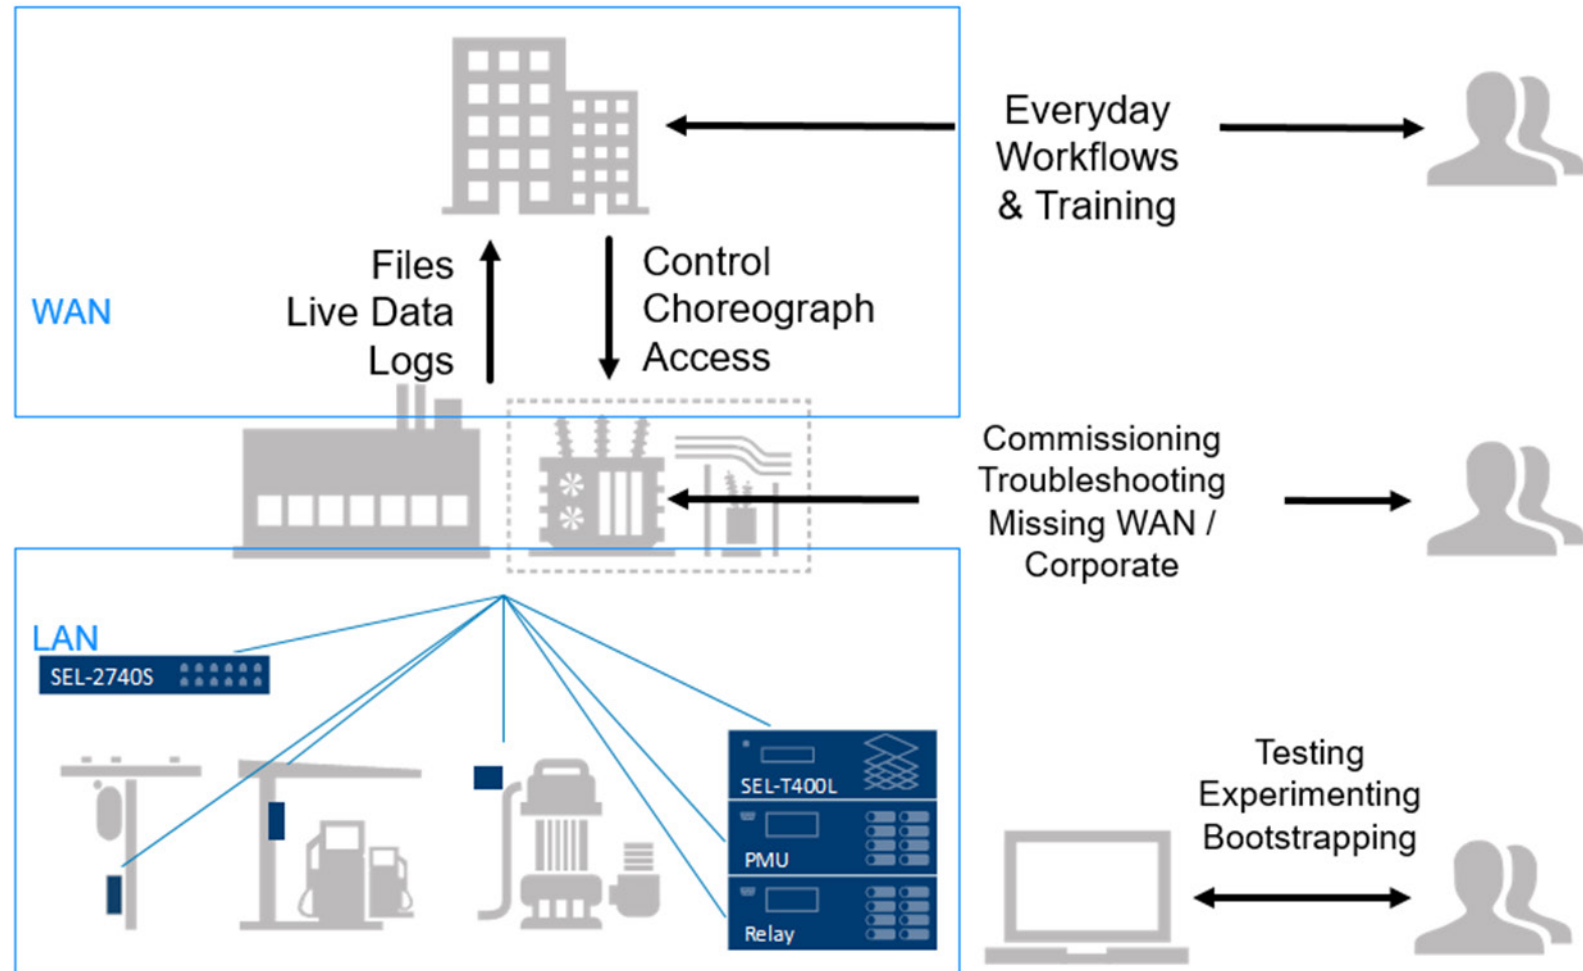 Everyday
Workflows
& Training
Files
Live Data
Logs
Control
Choreograph
Access
WAN
Commissioning
Troubleshooting
Missing WAN /
Corporate
LAN
SEL-2740S
SEL-T400L
PMU
Relay
Testing
Experimenting
Bootstrapping